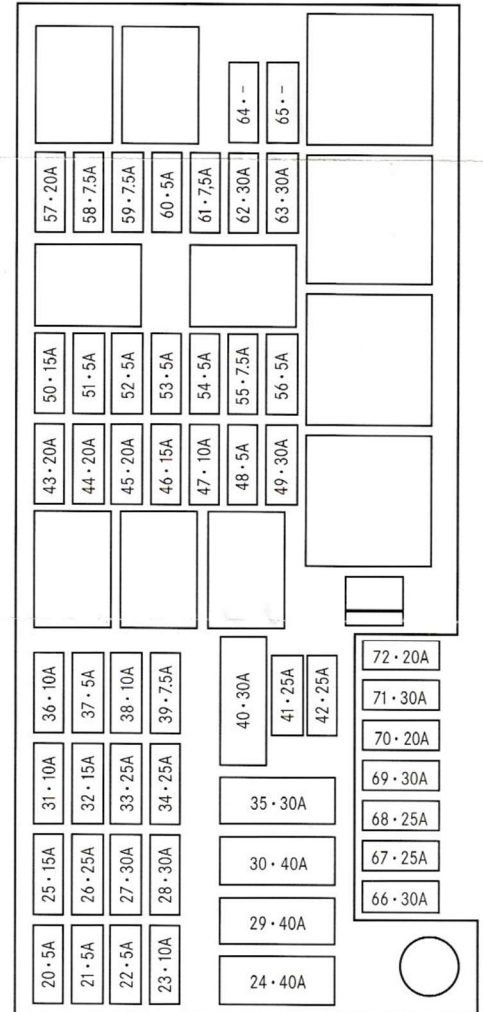 64 · -
65 · -
57 · 20A
58 · 7.5A
59 · 7.5A
60 · 5A
61 · 7,5A
62 · 30A
63 · 30A
50 · 15A
51 · 5A
52 · 5A
53 · 5A
54 · 5A
55 · 7.5A
56 · 5A
43 · 20A
44 · 20A
45 · 20A
46 · 15A
47 · 10A
48 · 5A
49 · 30A
36 · 10A
37 · 5A
38 · 10A
39 · 7.5A
40 · 30A
41 · 25A
42 · 25A
72 · 20A
71 · 30A
70 · 20A
69 · 30A
68 · 25A
67 · 25A
66 · 30A
31 · 10A
32 · 15A
33 · 25A
34 · 25A
35 · 30A
25 · 15A
26 · 25A
27 · 30A
28 · 30A
30 · 40A
29 · 40A
20 · 5A
21 · 5A
22 · 5A
23 · 10A
24 · 40A